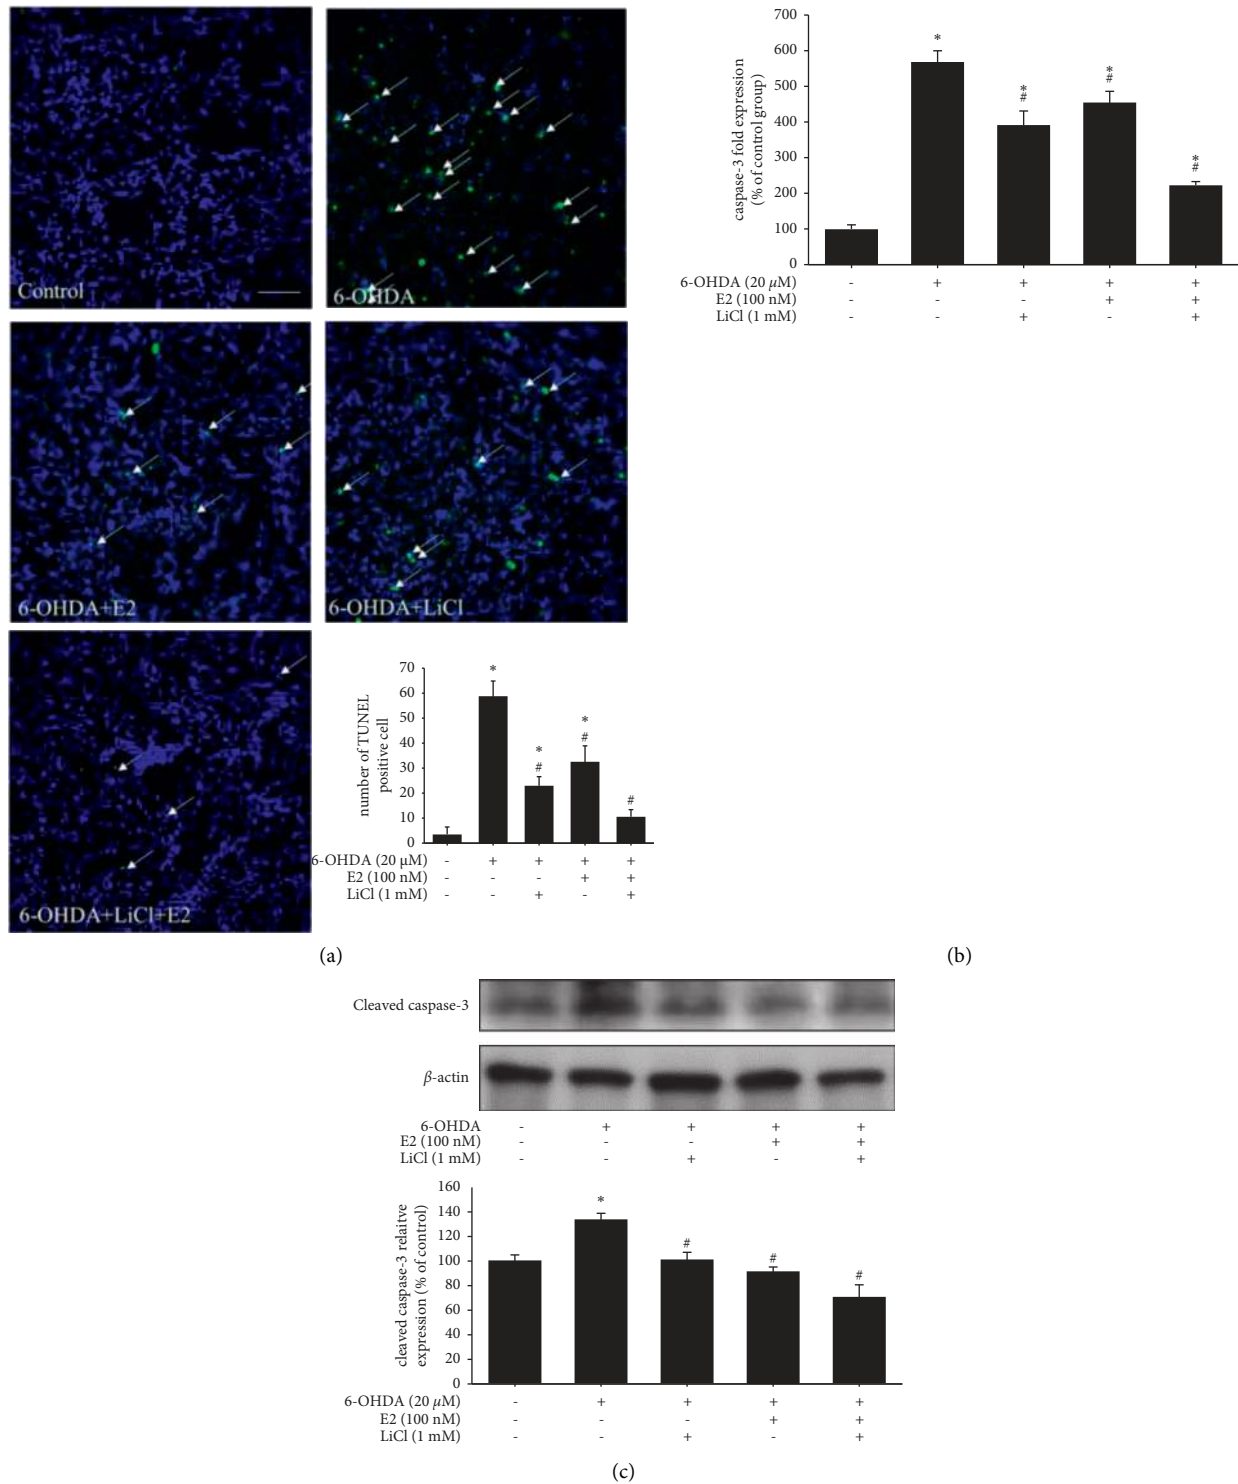 Control
6-OHDA
6-OHDA+E2
6-OHDA+LiCl
6-OHDA+LiCl+E2
number of TUNEL
positive cell
70
60
50
40
30
20
10
0
*
*
#
*
#
#
6-OHDA (20 μM) - + + + +
E2 (100 nM) - - - + +
LiCl (1 mM) - - + - +
(a)
caspase-3 fold expression
(% of control group)
700
600
500
400
300
200
100
0
*
*
#
*
#
*
#
6-OHDA (20 μM) - + + + +
E2 (100 nM) - - - + +
LiCl (1 mM) - - + - +
(b)
Cleaved caspase-3
β-actin
6-OHDA - + + + +
E2 (100 nM) - - - + +
LiCl (1 mM) - - + - +
cleaved caspase-3 relaitve
expression (% of control)
160
140
120
100
80
60
40
20
0
*
#
#
#
6-OHDA (20 μM) - + + + +
E2 (100 nM) - - - + +
LiCl (1 mM) - - + - +
(c)